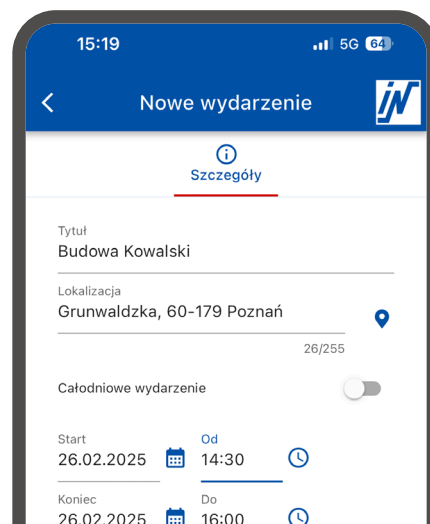 15:19 5G 64
Nowe wydarzenie
iN
Szczegóły
Tytuł
Budowa Kowalski
Lokalizacja
Grunwaldzka, 60-179 Poznań
26/255
Całodniowe wydarzenie
Start Od
26.02.2025 14:30
Koniec Do
26.02.2025 16:00